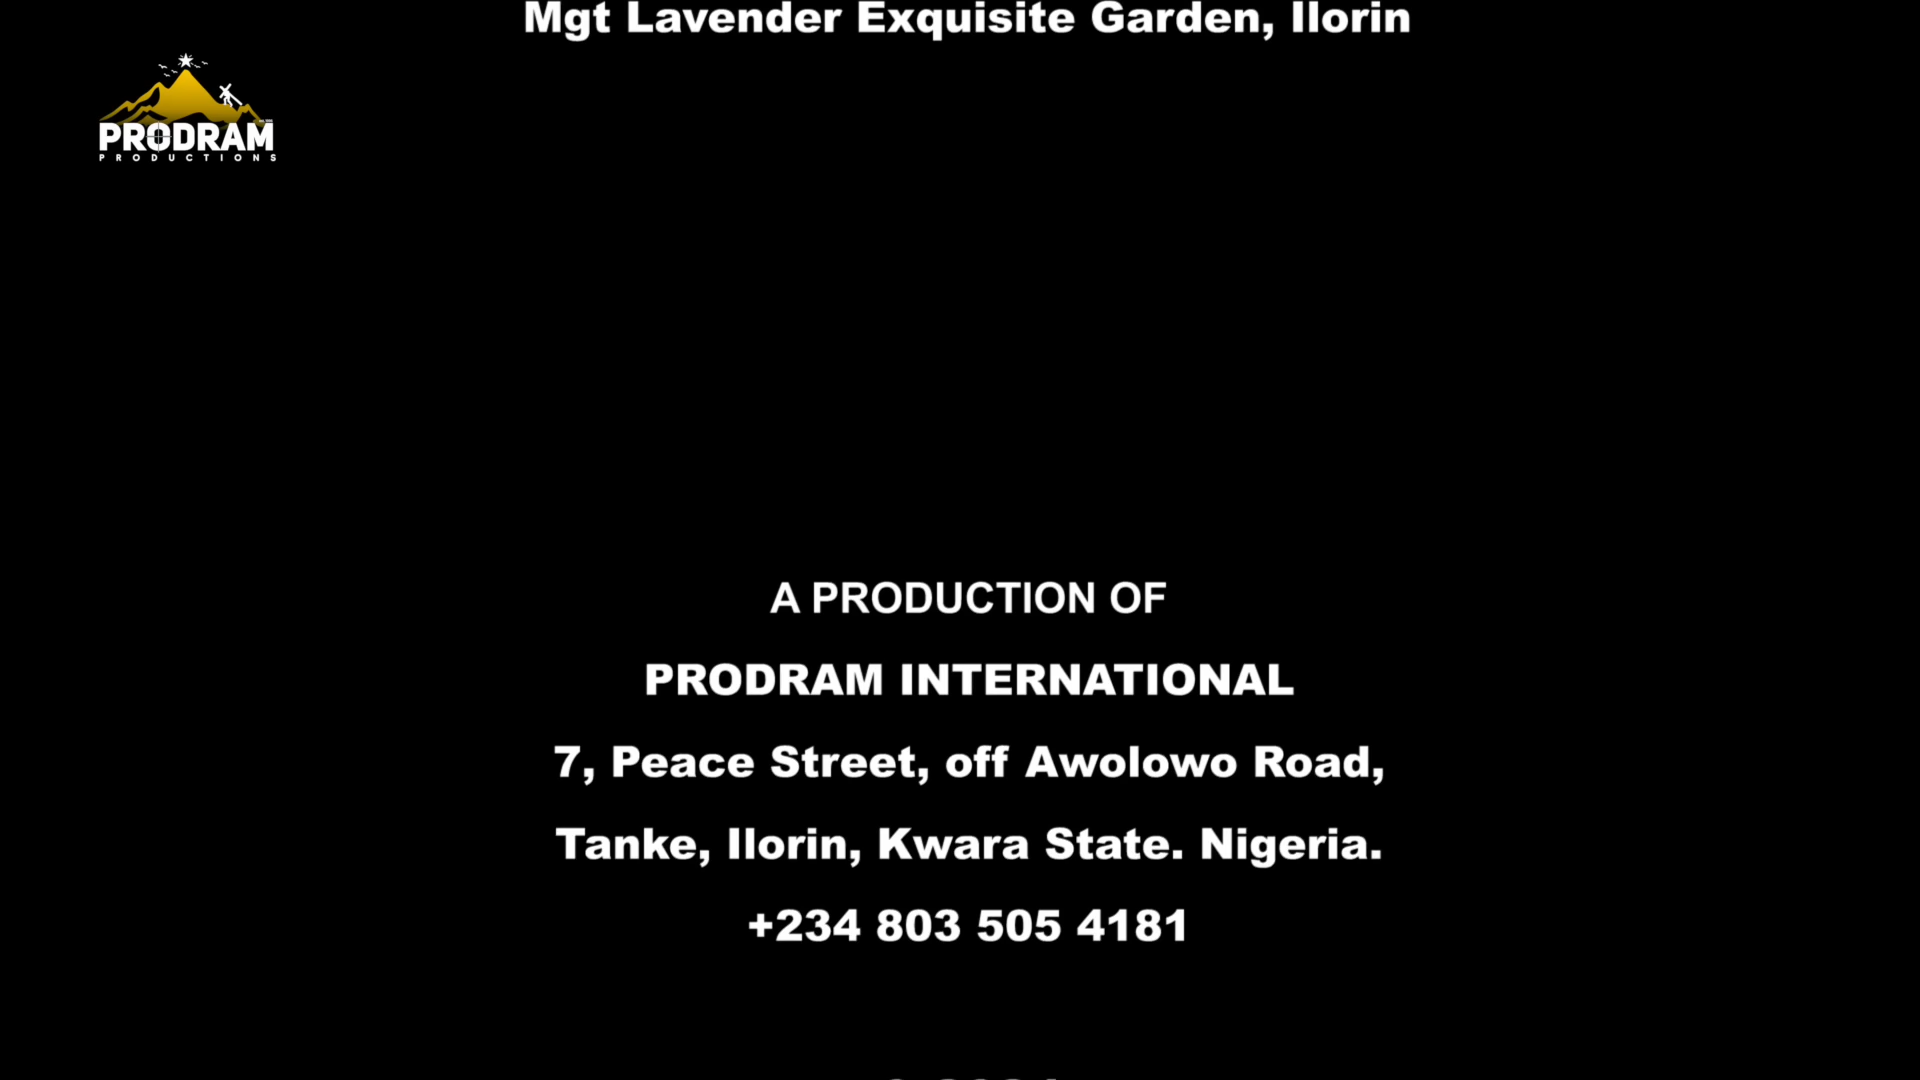 Mgt Lavender Exquisite Garden, Ilorin
PRODRAM
PRODUCTIONS
A PRODUCTION OF
PRODRAM INTERNATIONAL
7, Peace Street, off Awolowo Road,
Tanke, Ilorin, Kwara State. Nigeria.
+234 803 505 4181